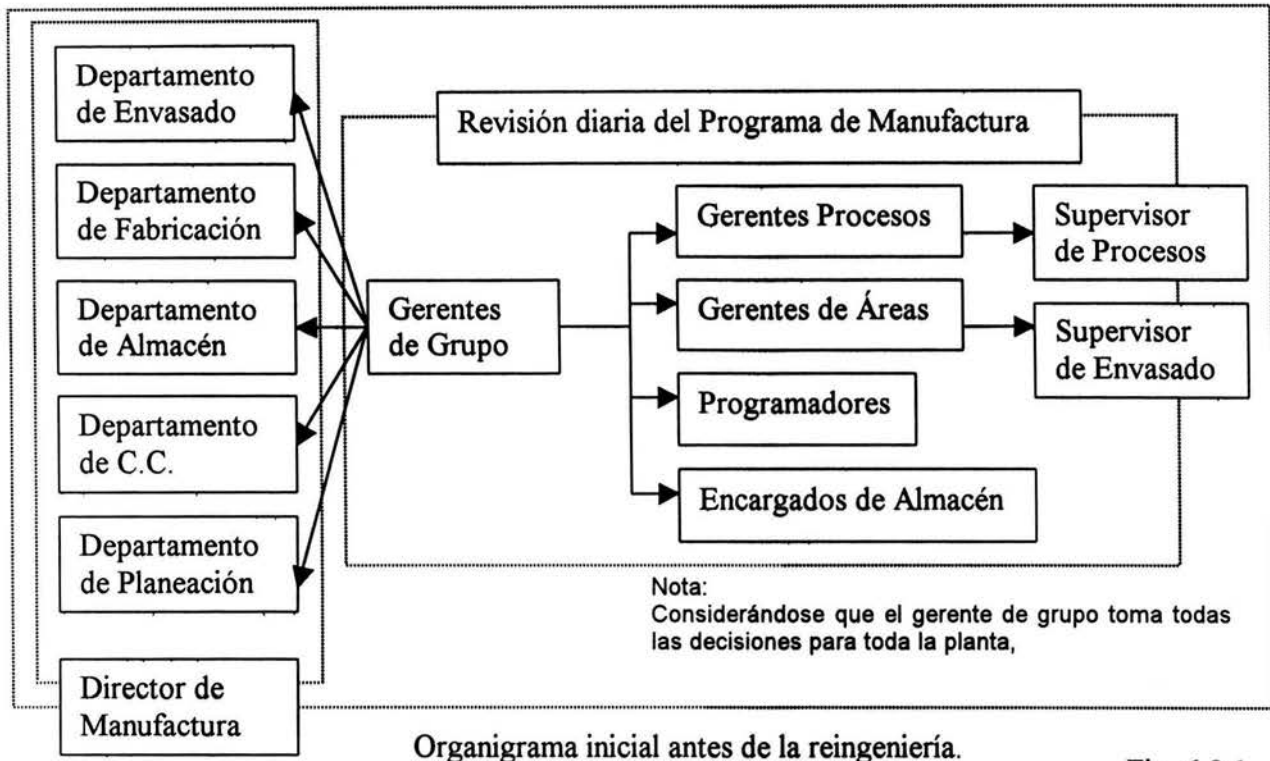 Departamento
de Envasado
Departamento
de Fabricación
Departamento
de Almacén
Departamento
de C.C.
Departamento
de Planeación
Director de
Manufactura
Revisión diaria del Programa de Manufactura
Gerentes
de Grupo
Gerentes Procesos
Gerentes de Áreas
Programadores
Encargados de Almacén
Supervisor
de Procesos
Supervisor
de Envasado
Nota:
Considerándose que el gerente de grupo toma todas
las decisiones para toda la planta,
Organigrama inicial antes de la reingeniería.